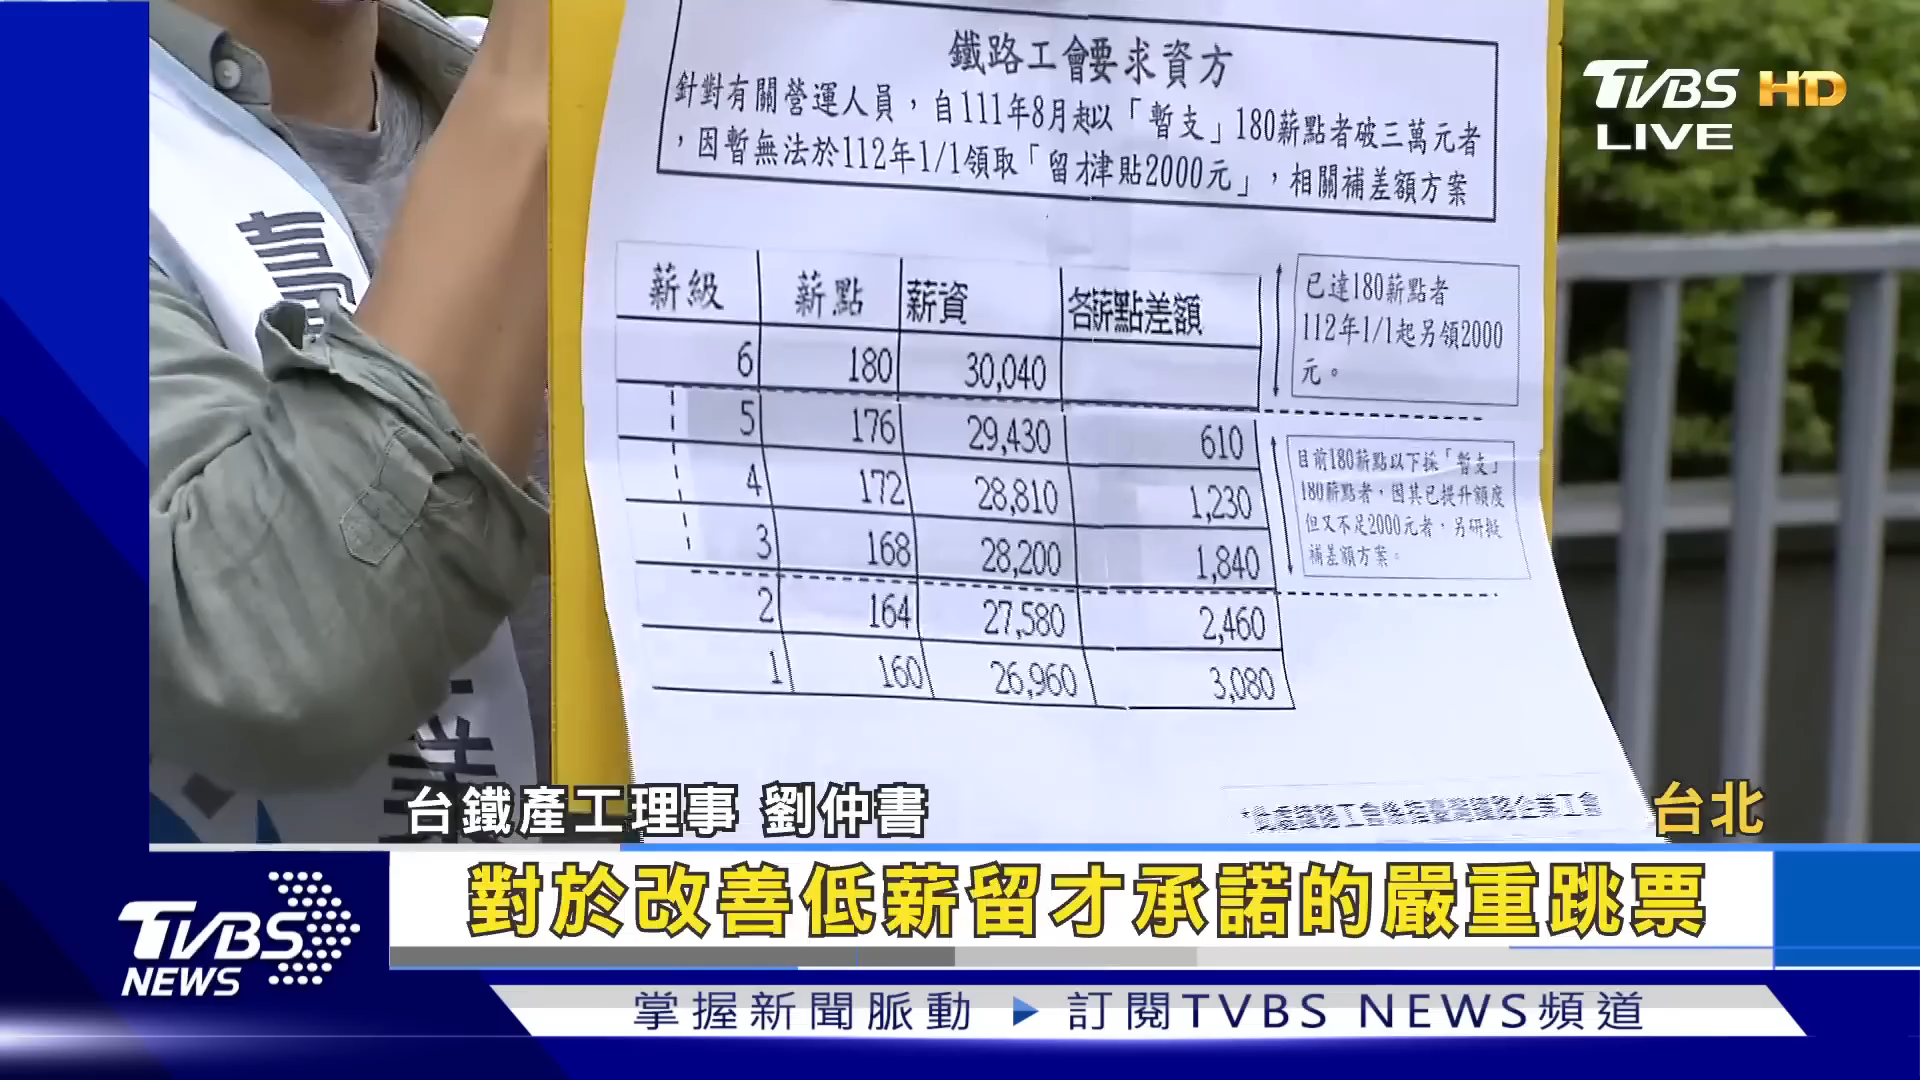 鐵路工會要求資方
針對有關營運人員，自111年8月起以「暫支」180薪點者破三萬元者
，因暫無法於112年1/1領取「留才津貼2000元」，相關補差額方案
TVBS HD
LIVE
薪級 薪點 薪資 各薪點差額
6 180 30,040
5 176 29,430 610
4 172 28,810 1,230
3 168 28,200 1,840
2 164 27,580 2,460
1 160 26,960 3,080
已達180薪點者
112年1/1起另領2000
元。
目前180薪點以下採「暫支」
180薪點者，因其已提升額度
但又不足2000元者，另研擬
補差額方案。
臺
業
台鐵產工理事 劉仲書
台北
對於改善低薪留才承諾的嚴重跳票
TVBS
NEWS
掌握新聞脈動 訂閱TVBS NEWS頻道